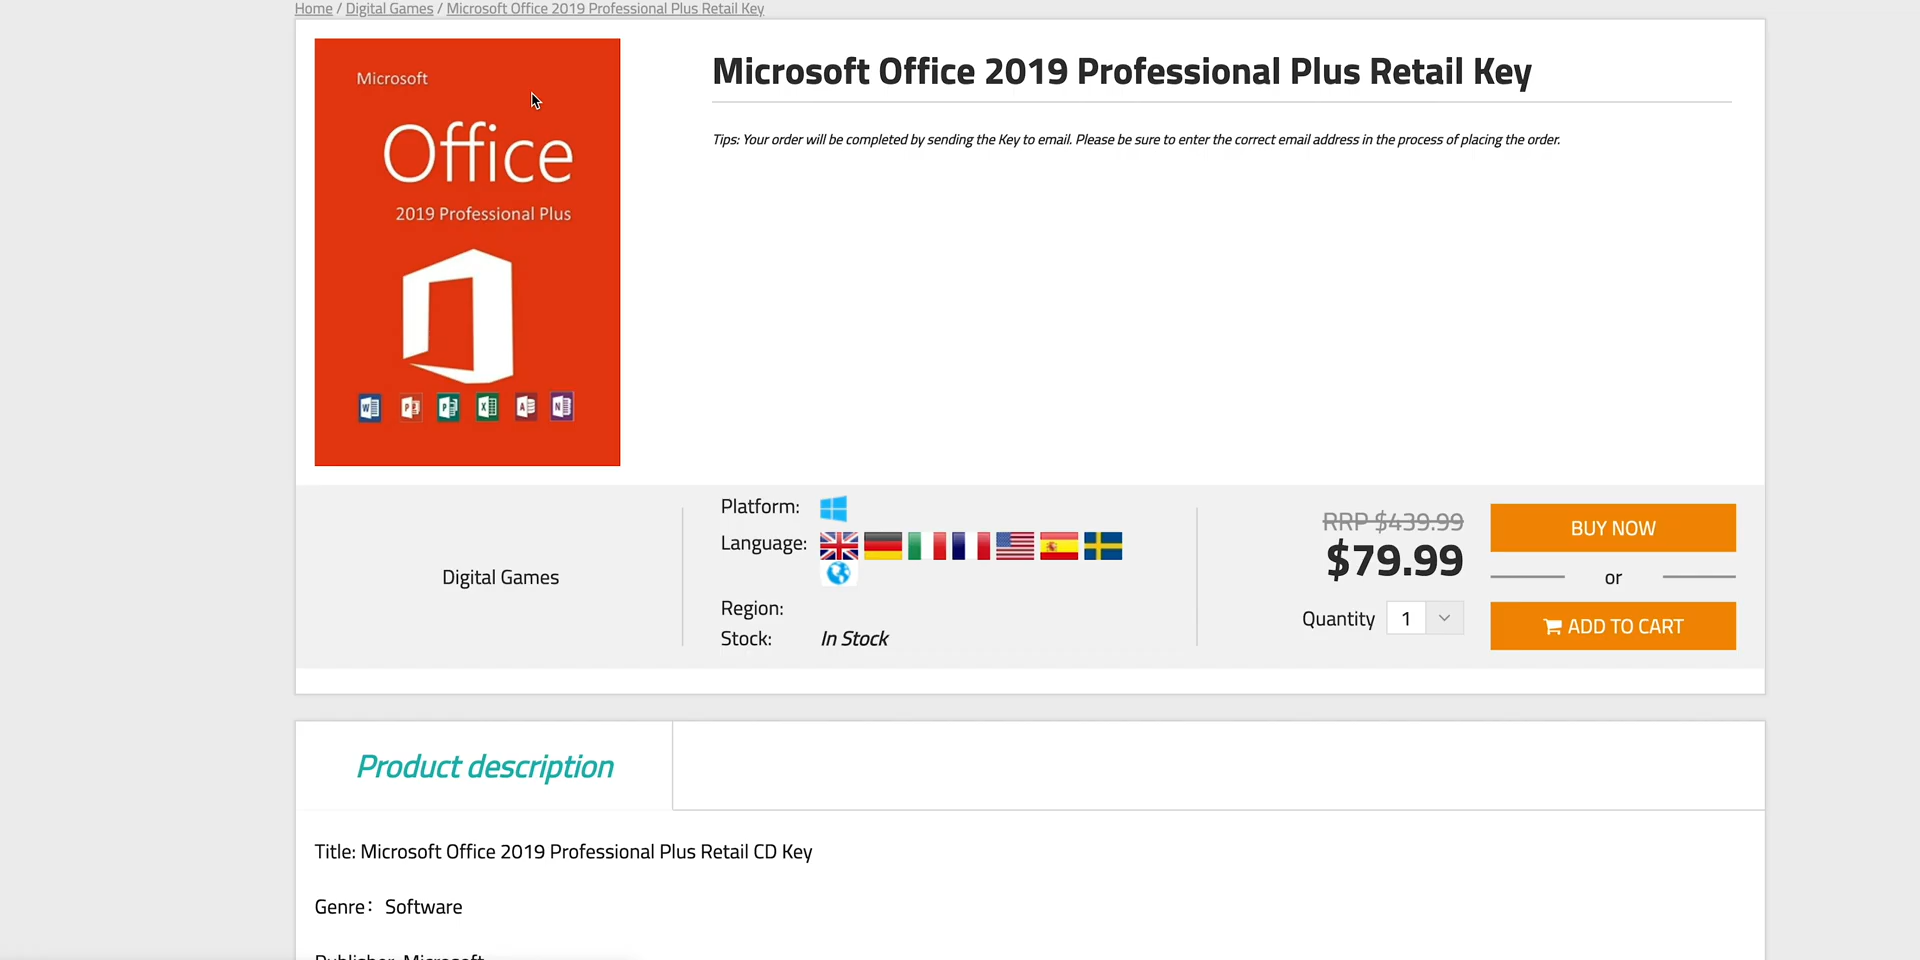 Home / Digital Games / Microsoft Office 2019 Professional Plus Retail Key
Microsoft
Office
2019 Professional Plus
Microsoft Office 2019 Professional Plus Retail Key
Tips: Your order will be completed by sending the Key to email. Please be sure to enter the correct email address in the process of placing the order.
Digital Games
Platform:
Language:
Region:
Stock: In Stock
RRP $439.99
$79.99
Quantity 1
BUY NOW
or
ADD TO CART
Product description
Title: Microsoft Office 2019 Professional Plus Retail CD Key
Genre： Software
Publisher: Microsoft